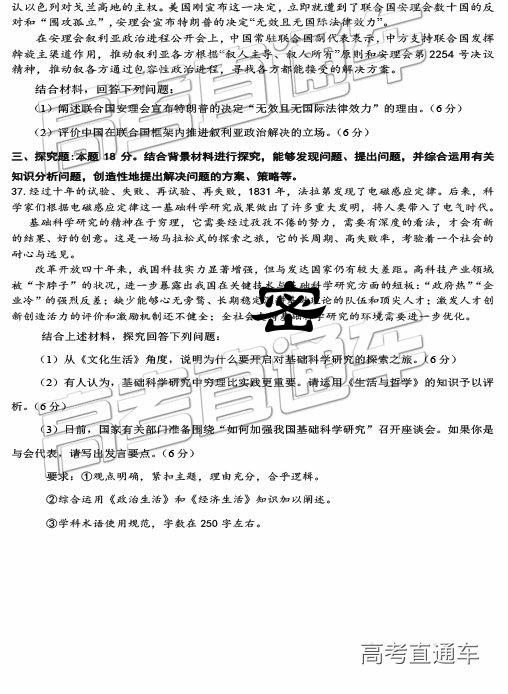 认以色列对戈兰高地的主权。美国刚宣布这一决定，立即就遭到了联合国安理会数十国的反
对和“围攻孤立”，安理会宣布特朗普的决定“无效且无国际法律效力”。
在安理会叙利亚政治进程公开会上，中国常驻联合国副代表表示，中方支持联合国发挥
斡旋主渠道作用，推动叙利亚各方根据“叙人主导、叙人所有”原则和安理会第 2254 号决议
精神，推动叙各方通过包容性政治进程，寻找各方都能接受的解决方案。
结合材料，回答下列问题：
（1）阐述联合国安理会宣布特朗普的决定“无效且无国际法律效力”的理由。（6 分）
（2）评价中国在联合国框架内推进叙利亚政治解决的立场。（6 分）
三、探究题：本题 18 分。结合背景材料进行探究，能够发现问题、提出问题，并综合运用有关
知识分析问题，创造性地提出解决问题的方案、策略等。
37.经过十年的试验、失败、再试验、再失败，1831 年，法拉第发现了电磁感应定律。后来，科
学家们根据电磁感应定律这一基础科学研究成果做出了许多重大发明，将人类带入了电气时代。
基础科学研究的精神在于穷理，它需要经过孜孜不倦的努力，需要有深度的看法，才会有新
的结果、好的创意。这是一场马拉松式的探索之旅，它的长周期、高失败率，考验着一个社会的
耐心与远见。
改革开放四十年来，我国科技实力显著增强，但与发达国家仍有较大差距。高科技产业领域
被“卡脖子”的状况，进一步暴露出我国在关键技术与基础科学研究方面的短板：“政府热”“企
业冷”的强烈反差；缺少能够心无旁骛、长期稳定 基础理论的队伍和顶尖人才；激发人才创
新创造活力的评价和激励机制还不健全；全社会 基础科学研究的环境需要进一步优化。
密
结合上述材料，探究回答下列问题：
（1）从《文化生活》角度，说明为什么要开启对基础科学研究的探索之旅。（6 分）
（2）有人认为，基础科学研究中穷理比实践更重要。请运用《生活与哲学》的知识予以评
析。（6 分）
（3）日前，国家有关部门准备围绕“如何加强我国基础科学研究”召开座谈会。如果你是
与会代表，请写出发言要点。（6 分）
要求：①观点明确，紧扣主题，理由充分，合乎逻辑。
②综合运用《政治生活》和《经济生活》知识加以阐述。
③学科术语使用规范，字数在 250 字左右。
高考直通车
高考直通车
高考直通车
高考直通车